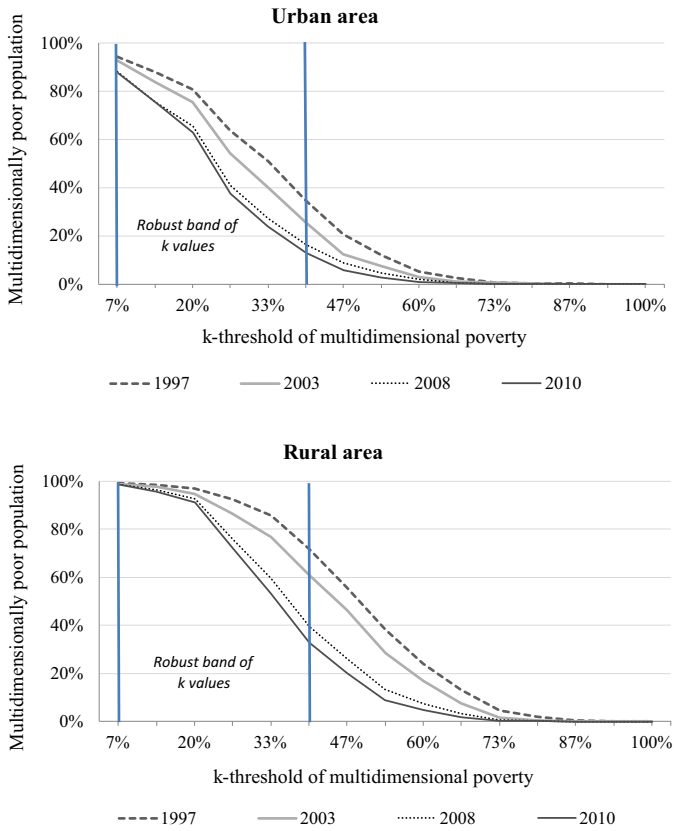 Urban area
Multidimensionally poor population
100%
80%
60%
40%
20%
0%
Robust band of
k values
7% 20% 33% 47% 60% 73% 87% 100%
k-threshold of multidimensional poverty
1997 2003 2008 2010
Rural area
Multidimensionally poor population
100%
80%
60%
40%
20%
0%
Robust band of
k values
7% 20% 33% 47% 60% 73% 87% 100%
k-threshold of multidimensional poverty
1997 2003 2008 2010